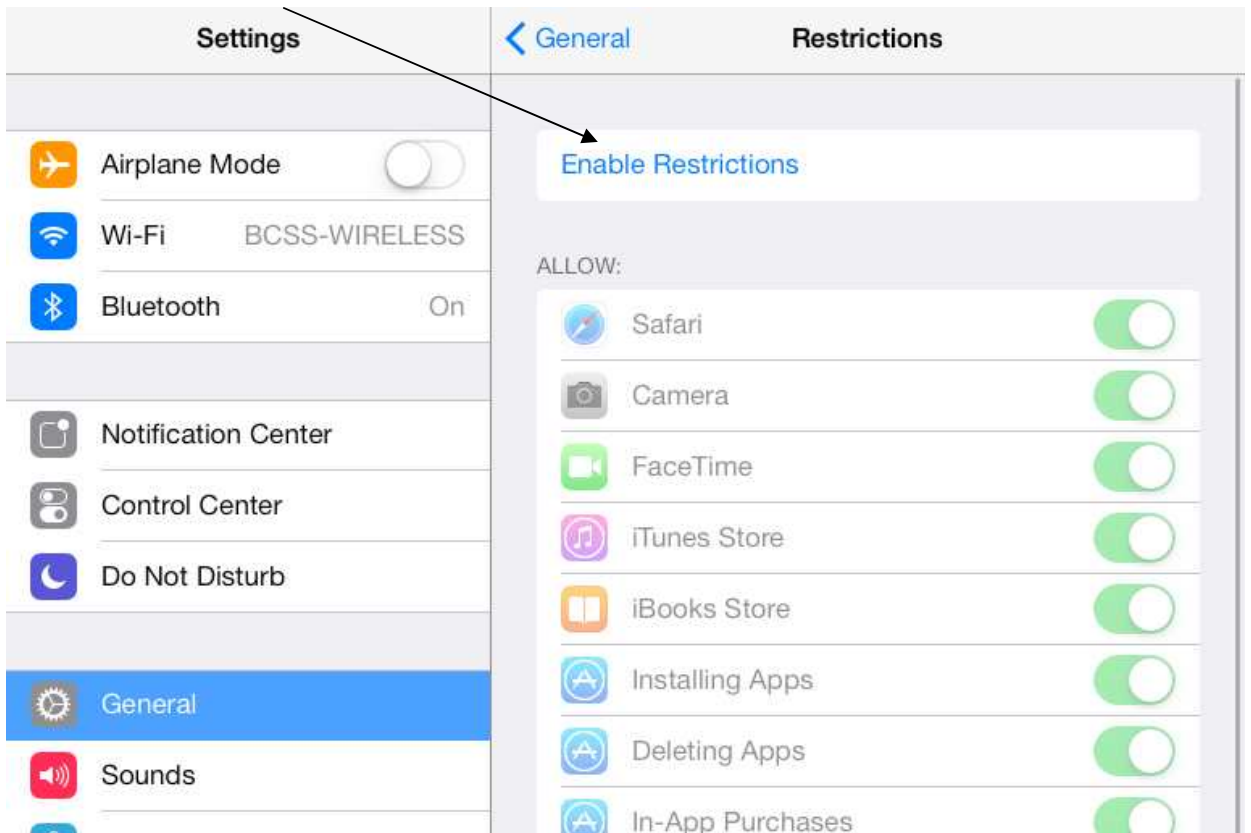 Settings
Airplane Mode
Wi-Fi BCSS-WIRELESS
Bluetooth On
Notification Center
Control Center
Do Not Disturb
General
Sounds
General Restrictions
Enable Restrictions
ALLOW:
Safari
Camera
FaceTime
iTunes Store
iBooks Store
Installing Apps
Deleting Apps
In-App Purchases